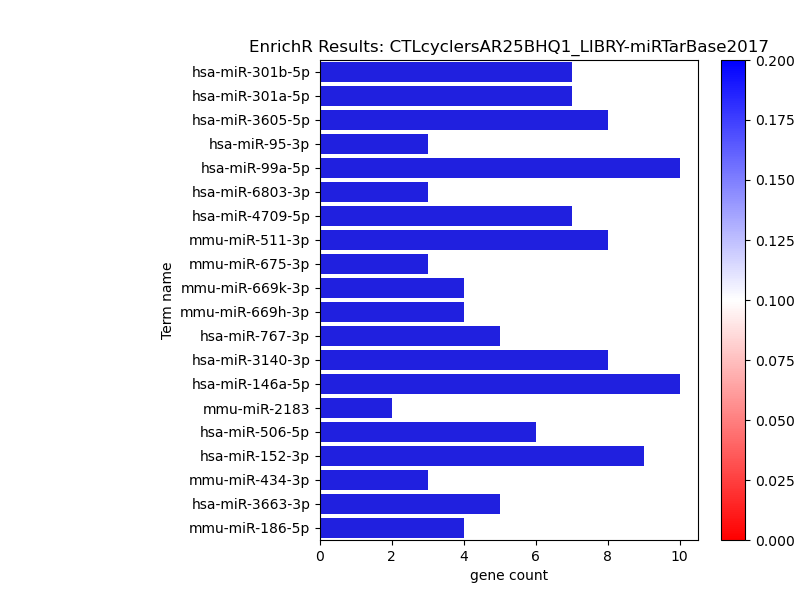 EnrichR Results: CTLcyclersAR25BHQ1_LIBRY-miRTarBase2017
Term name
hsa-miR-301b-5p
hsa-miR-301a-5p
hsa-miR-3605-5p
hsa-miR-95-3p
hsa-miR-99a-5p
hsa-miR-6803-3p
hsa-miR-4709-5p
mmu-miR-511-3p
mmu-miR-675-3p
mmu-miR-669k-3p
mmu-miR-669h-3p
hsa-miR-767-3p
hsa-miR-3140-3p
hsa-miR-146a-5p
mmu-miR-2183
hsa-miR-506-5p
hsa-miR-152-3p
mmu-miR-434-3p
hsa-miR-3663-3p
mmu-miR-186-5p
0 2 4 6 8 10
gene count
0.200
0.175
0.150
0.125
0.100
0.075
0.050
0.025
0.000